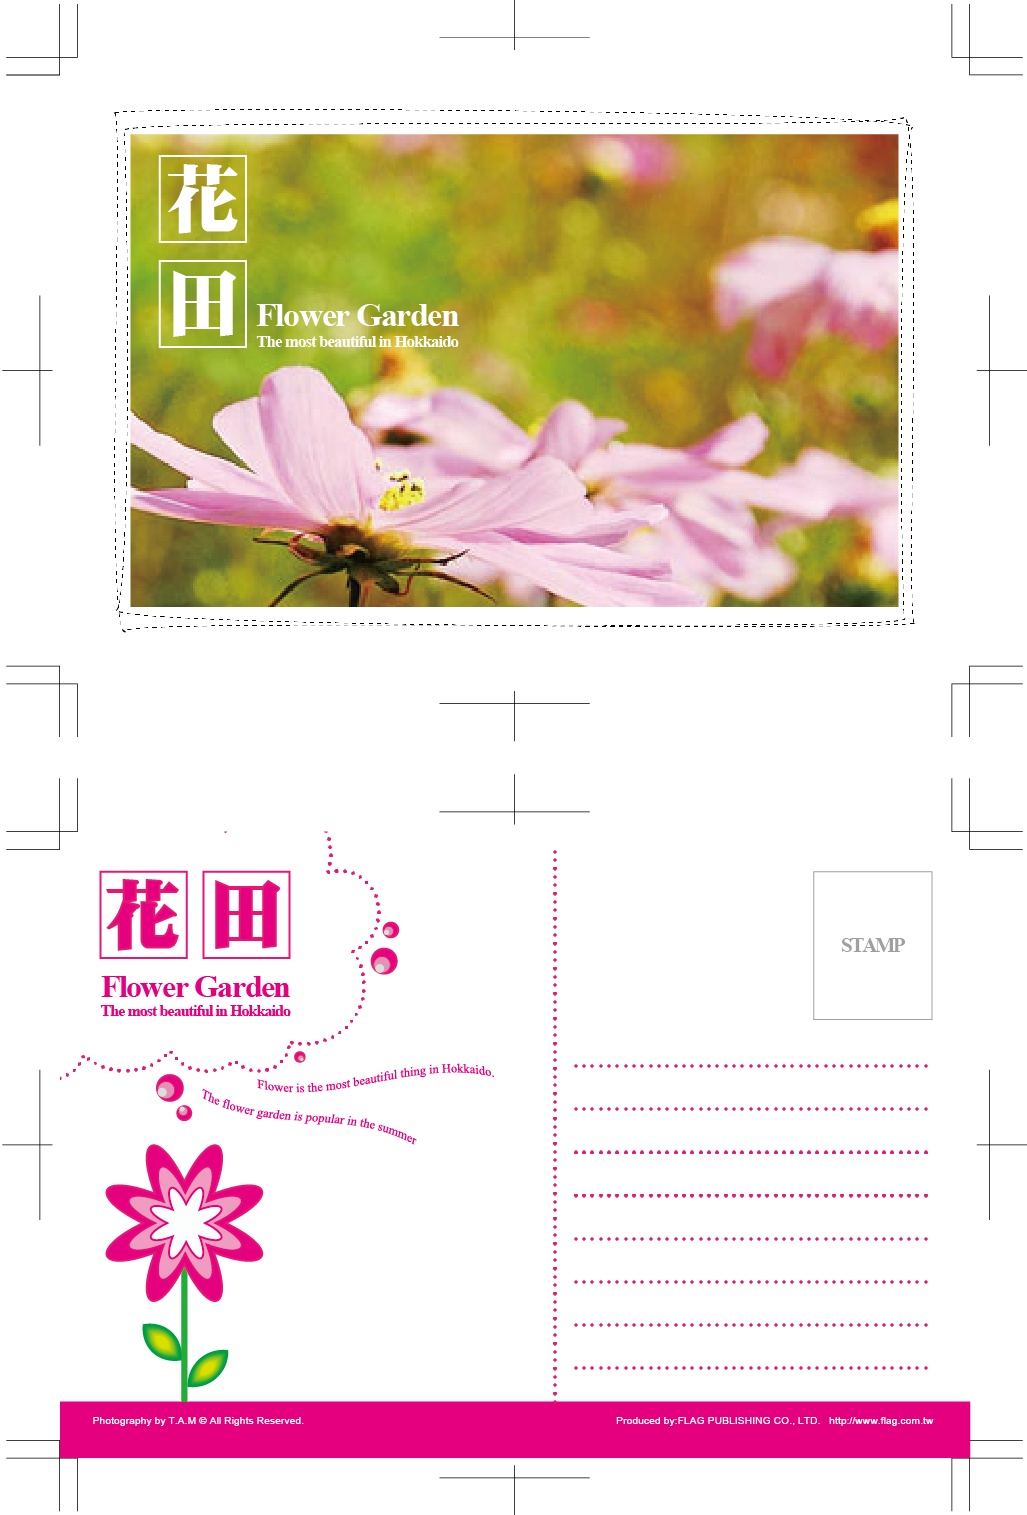 花
田
Flower Garden
The most beautiful in Hokkaido
花 田
Flower Garden
The most beautiful in Hokkaido
STAMP
Flower is the most beautiful thing in Hokkaido.
The flower garden is popular in the summer
Photography by T.A.M © All Rights Reserved.
Produced by:FLAG PUBLISHING CO., LTD. http://www.flag.com.tw